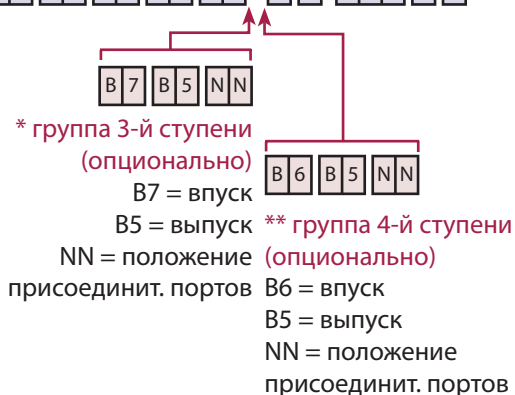 B 7 B 5 N N
* группа 3-й ступени
(опционально)
B7 = впуск
B5 = выпуск
NN = положение
присоединит. портов
B 6 B 5 N N
** группа 4-й ступени
(опционально)
B6 = впуск
B5 = выпуск
NN = положение
присоединит. портов